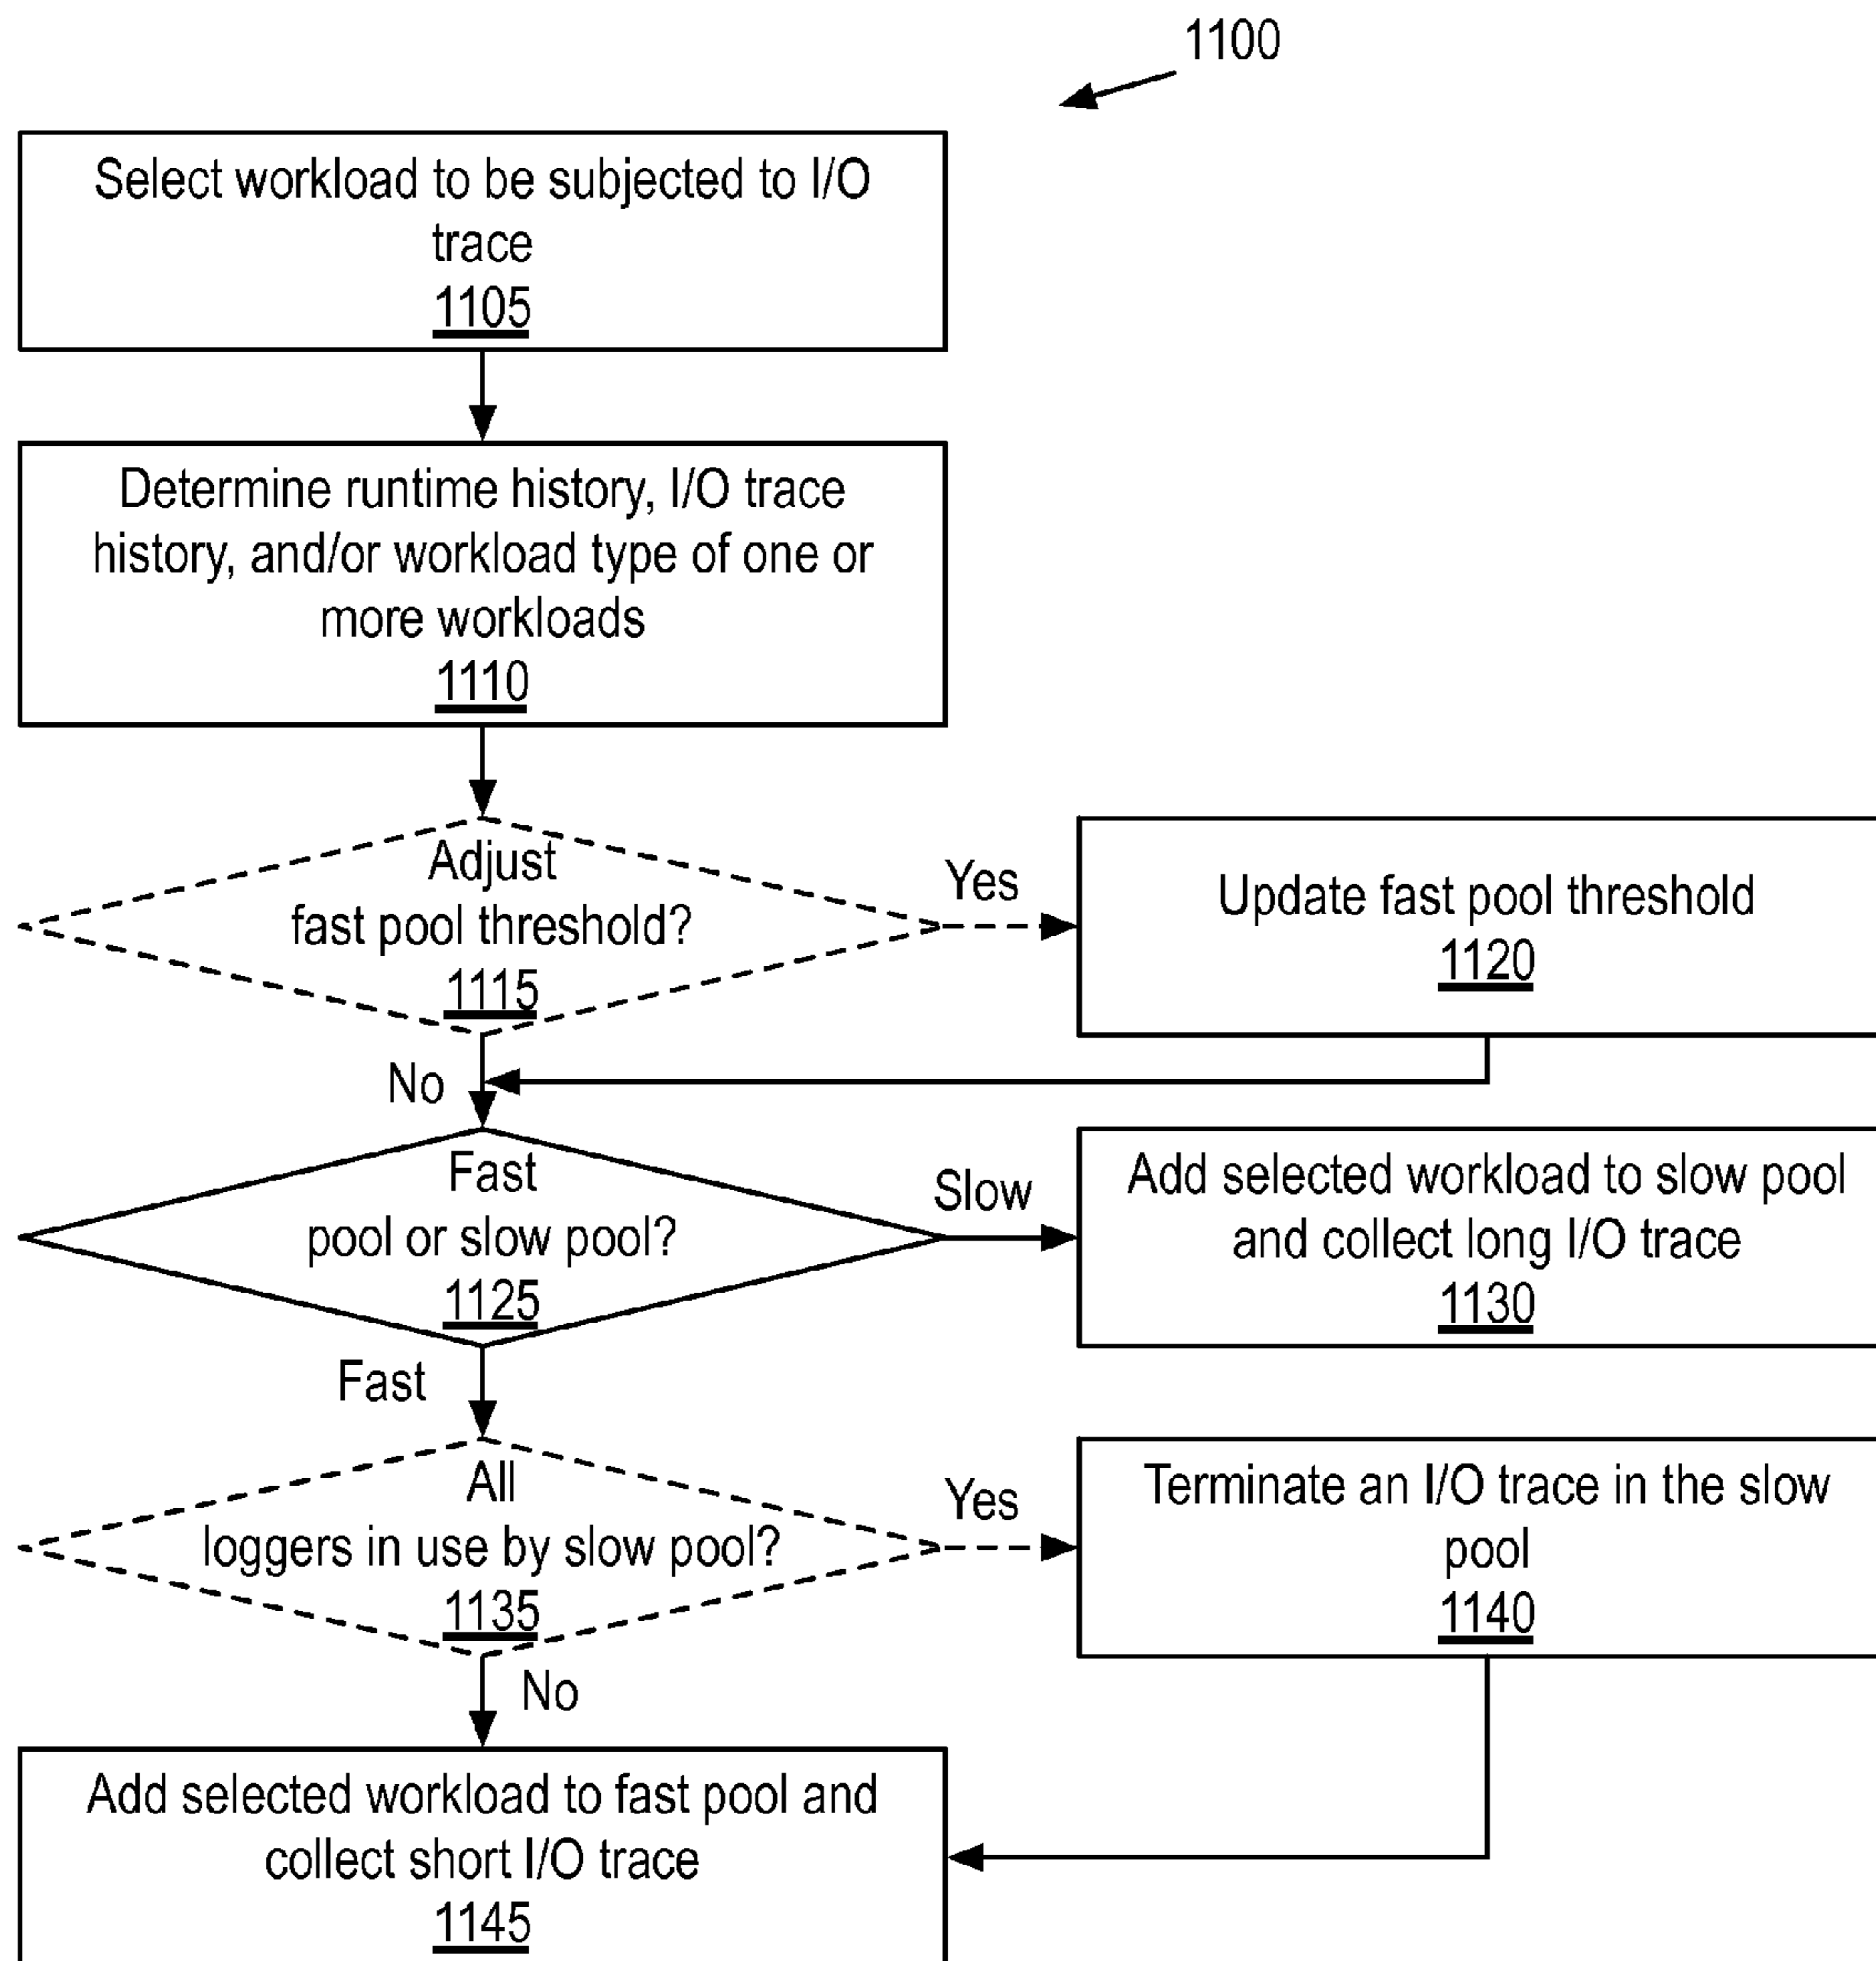 1100
Select workload to be subjected to I/O
trace
1105
Determine runtime history, I/O trace
history, and/or workload type of one or
more workloads
1110
Adjust
fast pool threshold?
1115
Yes
Update fast pool threshold
1120
No
Fast
pool or slow pool?
1125
Slow
Add selected workload to slow pool
and collect long I/O trace
1130
Fast
All
loggers in use by slow pool?
1135
Yes
Terminate an I/O trace in the slow
pool
1140
No
Add selected workload to fast pool and
collect short I/O trace
1145